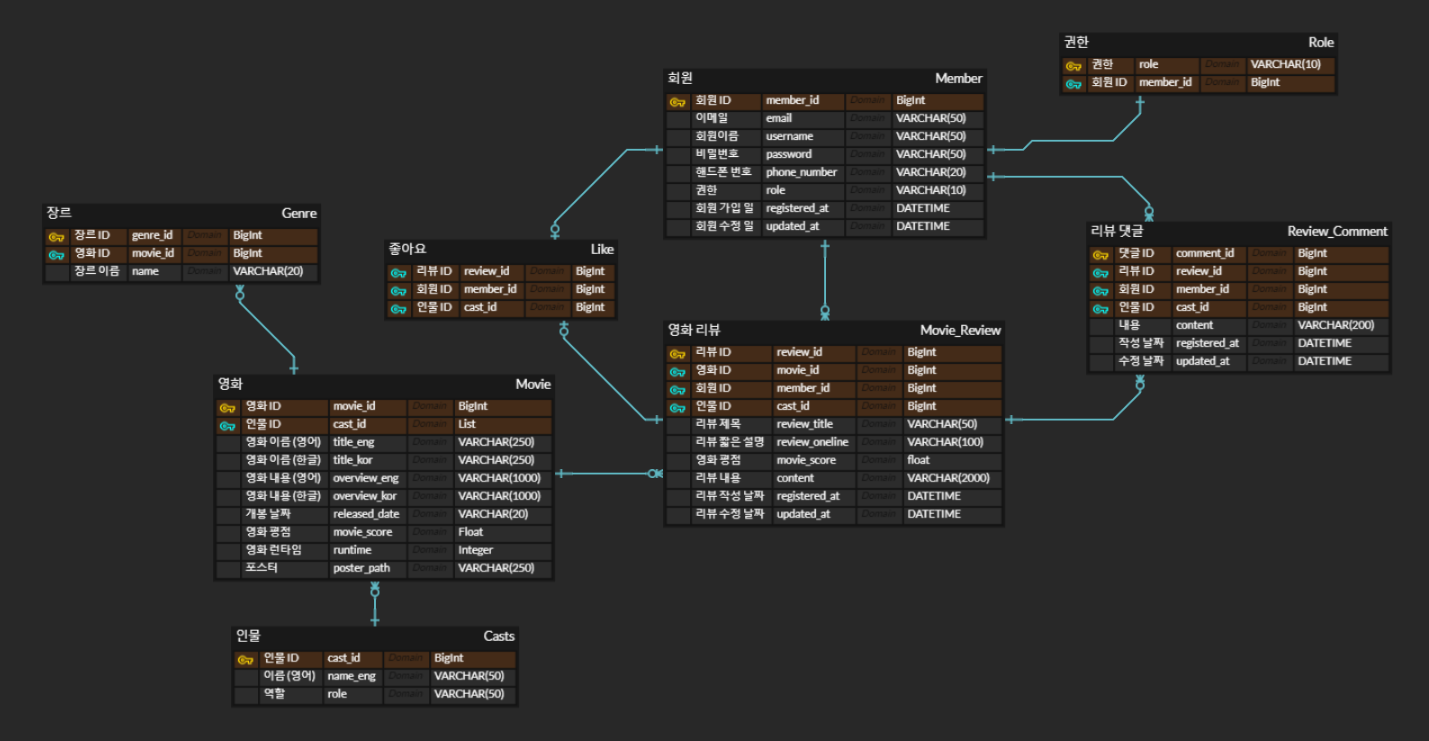 권한 Role
권한 role Domain VARCHAR(10)
회원 ID member_id Domain BigInt
회원 Member
회원 ID member_id Domain BigInt
이메일 email Domain VARCHAR(50)
회원이름 username Domain VARCHAR(50)
비밀번호 password Domain VARCHAR(50)
핸드폰 번호 phone_number Domain VARCHAR(20)
권한 role Domain VARCHAR(10)
회원 가입 일 registered_at Domain DATETIME
회원 수정 일 updated_at Domain DATETIME
장르 Genre
장르 ID genre_id Domain BigInt
영화 ID movie_id Domain BigInt
장르 이름 name Domain VARCHAR(20)
좋아요 Like
리뷰 ID review_id Domain BigInt
회원 ID member_id Domain BigInt
인물 ID cast_id Domain BigInt
리뷰 댓글 Review_Comment
댓글 ID comment_id Domain BigInt
리뷰 ID review_id Domain BigInt
회원 ID member_id Domain BigInt
인물 ID cast_id Domain BigInt
내용 content Domain VARCHAR(200)
작성 날짜 registered_at Domain DATETIME
수정 날짜 updated_at Domain DATETIME
영화 리뷰 Movie_Review
리뷰 ID review_id Domain BigInt
영화 ID movie_id Domain BigInt
회원 ID member_id Domain BigInt
인물 ID cast_id Domain BigInt
리뷰 제목 review_title Domain VARCHAR(50)
리뷰 짧은 설명 review_oneline Domain VARCHAR(100)
영화 평점 movie_score Domain float
리뷰 내용 content Domain VARCHAR(2000)
리뷰 작성 날짜 registered_at Domain DATETIME
리뷰 수정 날짜 updated_at Domain DATETIME
영화 Movie
영화 ID movie_id Domain BigInt
인물 ID cast_id Domain List
영화 이름 (영어) title_eng Domain VARCHAR(250)
영화 이름 (한글) title_kor Domain VARCHAR(250)
영화 내용 (영어) overview_eng Domain VARCHAR(1000)
영화 내용 (한글) overview_kor Domain VARCHAR(1000)
개봉 날짜 released_date Domain VARCHAR(20)
영화 평점 movie_score Domain Float
영화 런타임 runtime Domain Integer
포스터 poster_path Domain VARCHAR(250)
인물 Casts
인물 ID cast_id Domain BigInt
이름 (영어) name_eng Domain VARCHAR(50)
역할 role Domain VARCHAR(50)